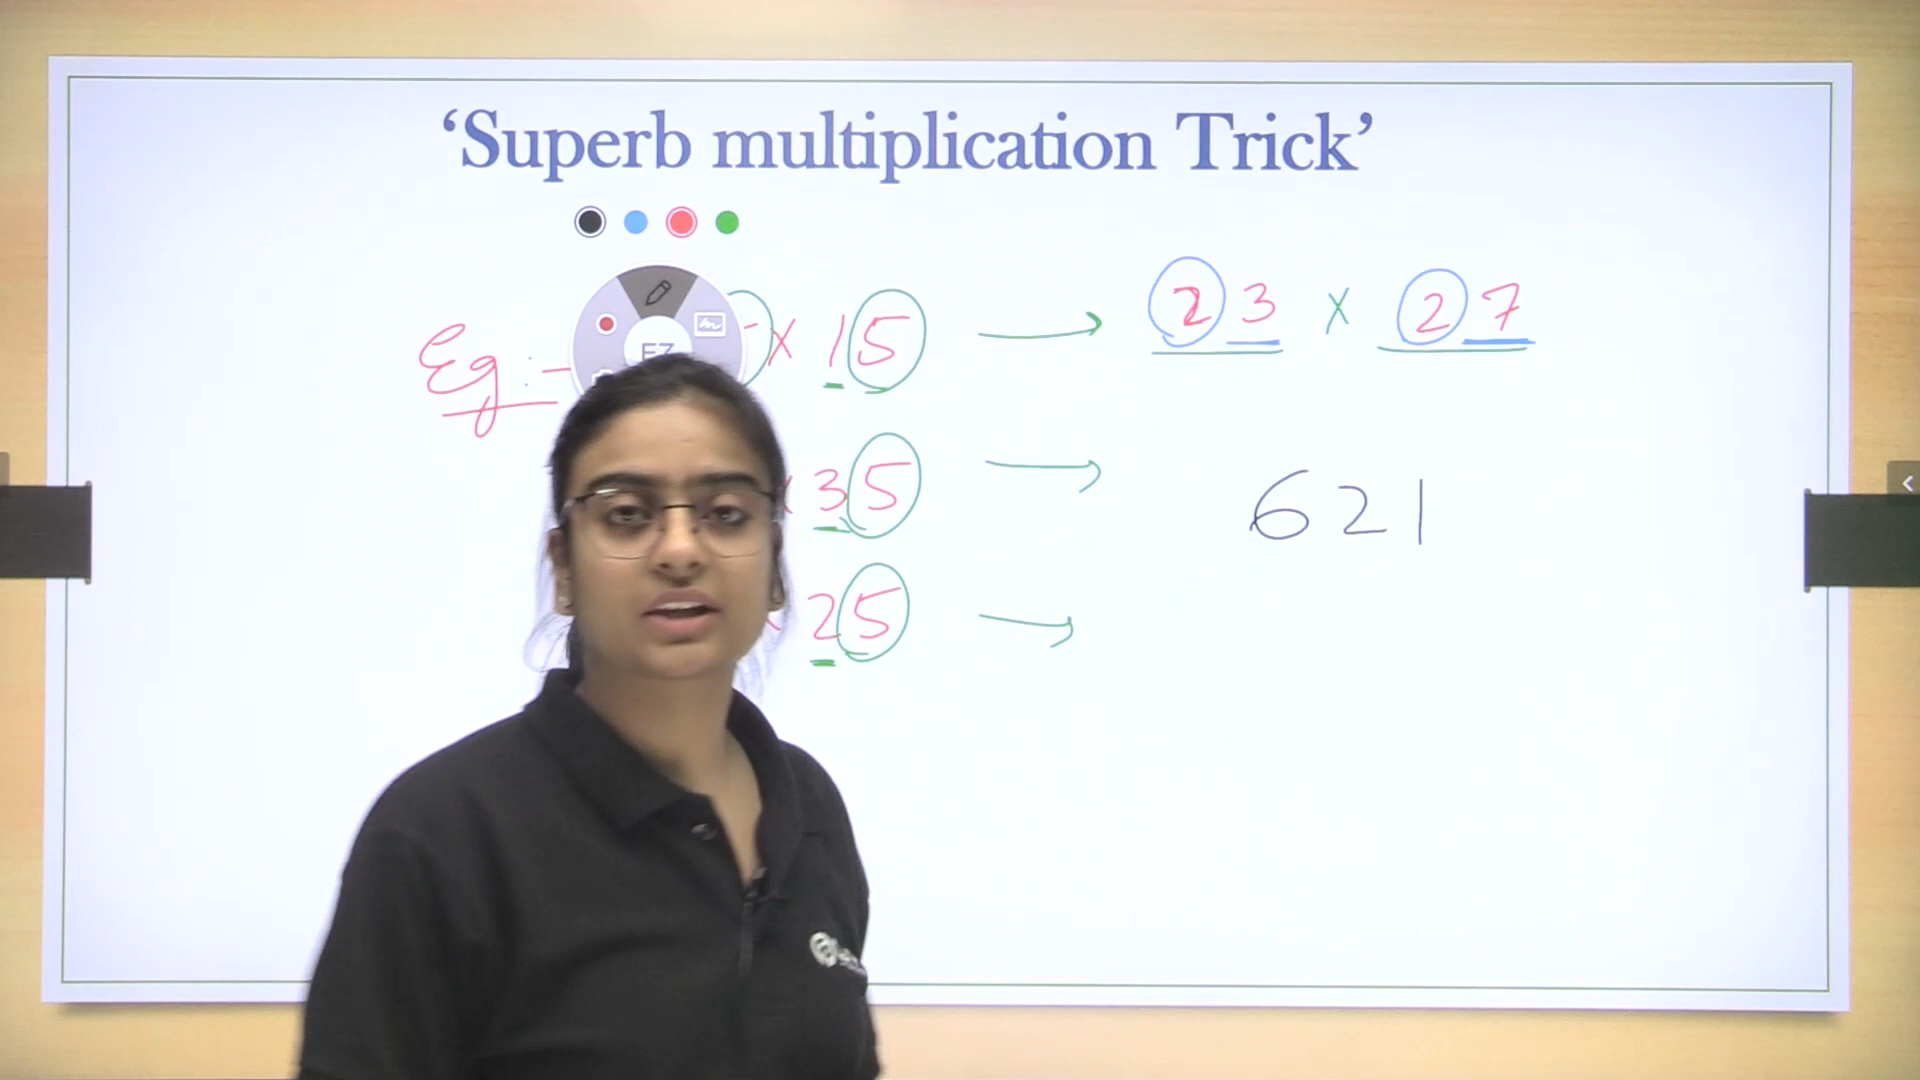 ‘Superb multiplication Trick’
Eg :- × 15 → 23 × 27
35 →
621
25 →